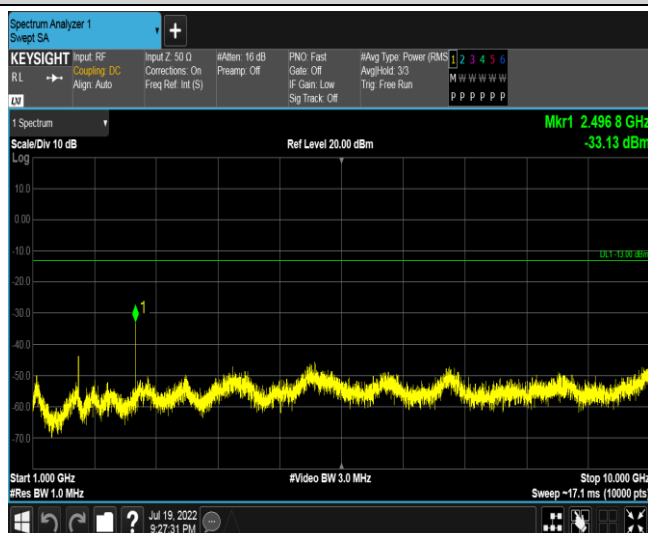 Spectrum Analyzer 1
Swept SA
+
KEYSIGHT
RL
LXI
Input: RF
Coupling: DC
Align: Auto
Input Z: 50 Ω
Corrections: On
Freq Ref: Int (S)
#Atten: 16 dB
Preamp: Off
PNO: Fast
Gate: Off
IF Gain: Low
Sig Track: Off
#Avg Type: Power (RMS
Avg|Hold: 3/3
Trig: Free Run
1 2 3 4 5 6
M W W W W W
P P P P P P
1 Spectrum
Mkr1 2.496 8 GHz
Scale/Div 10 dB
Ref Level 20.00 dBm
-33.13 dBm
Log
10.0
0.00
-10.0
DL1 -13.00 dBm
-20.0
-30.0
1
-40.0
-50.0
-60.0
-70.0
Start 1.000 GHz
#Video BW 3.0 MHz
Stop 10.000 GHz
#Res BW 1.0 MHz
Sweep ~17.1 ms (10000 pts)
?
Jul 19, 2022
9:27:31 PM